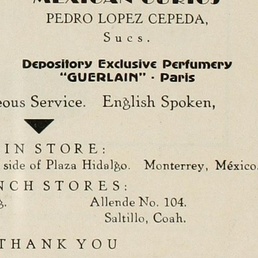 MEXICAN CURIOS
PEDRO LOPEZ CEPEDA,
Sucs.
Depository Exclusive Perfumery
"GUERLAIN" · Paris
eous Service. English Spoken,
IN STORE:
side of Plaza Hidalgo. Monterrey, México.
NCH STORES:
Allende No. 104.
Saltillo, Coah.
THANK YOU